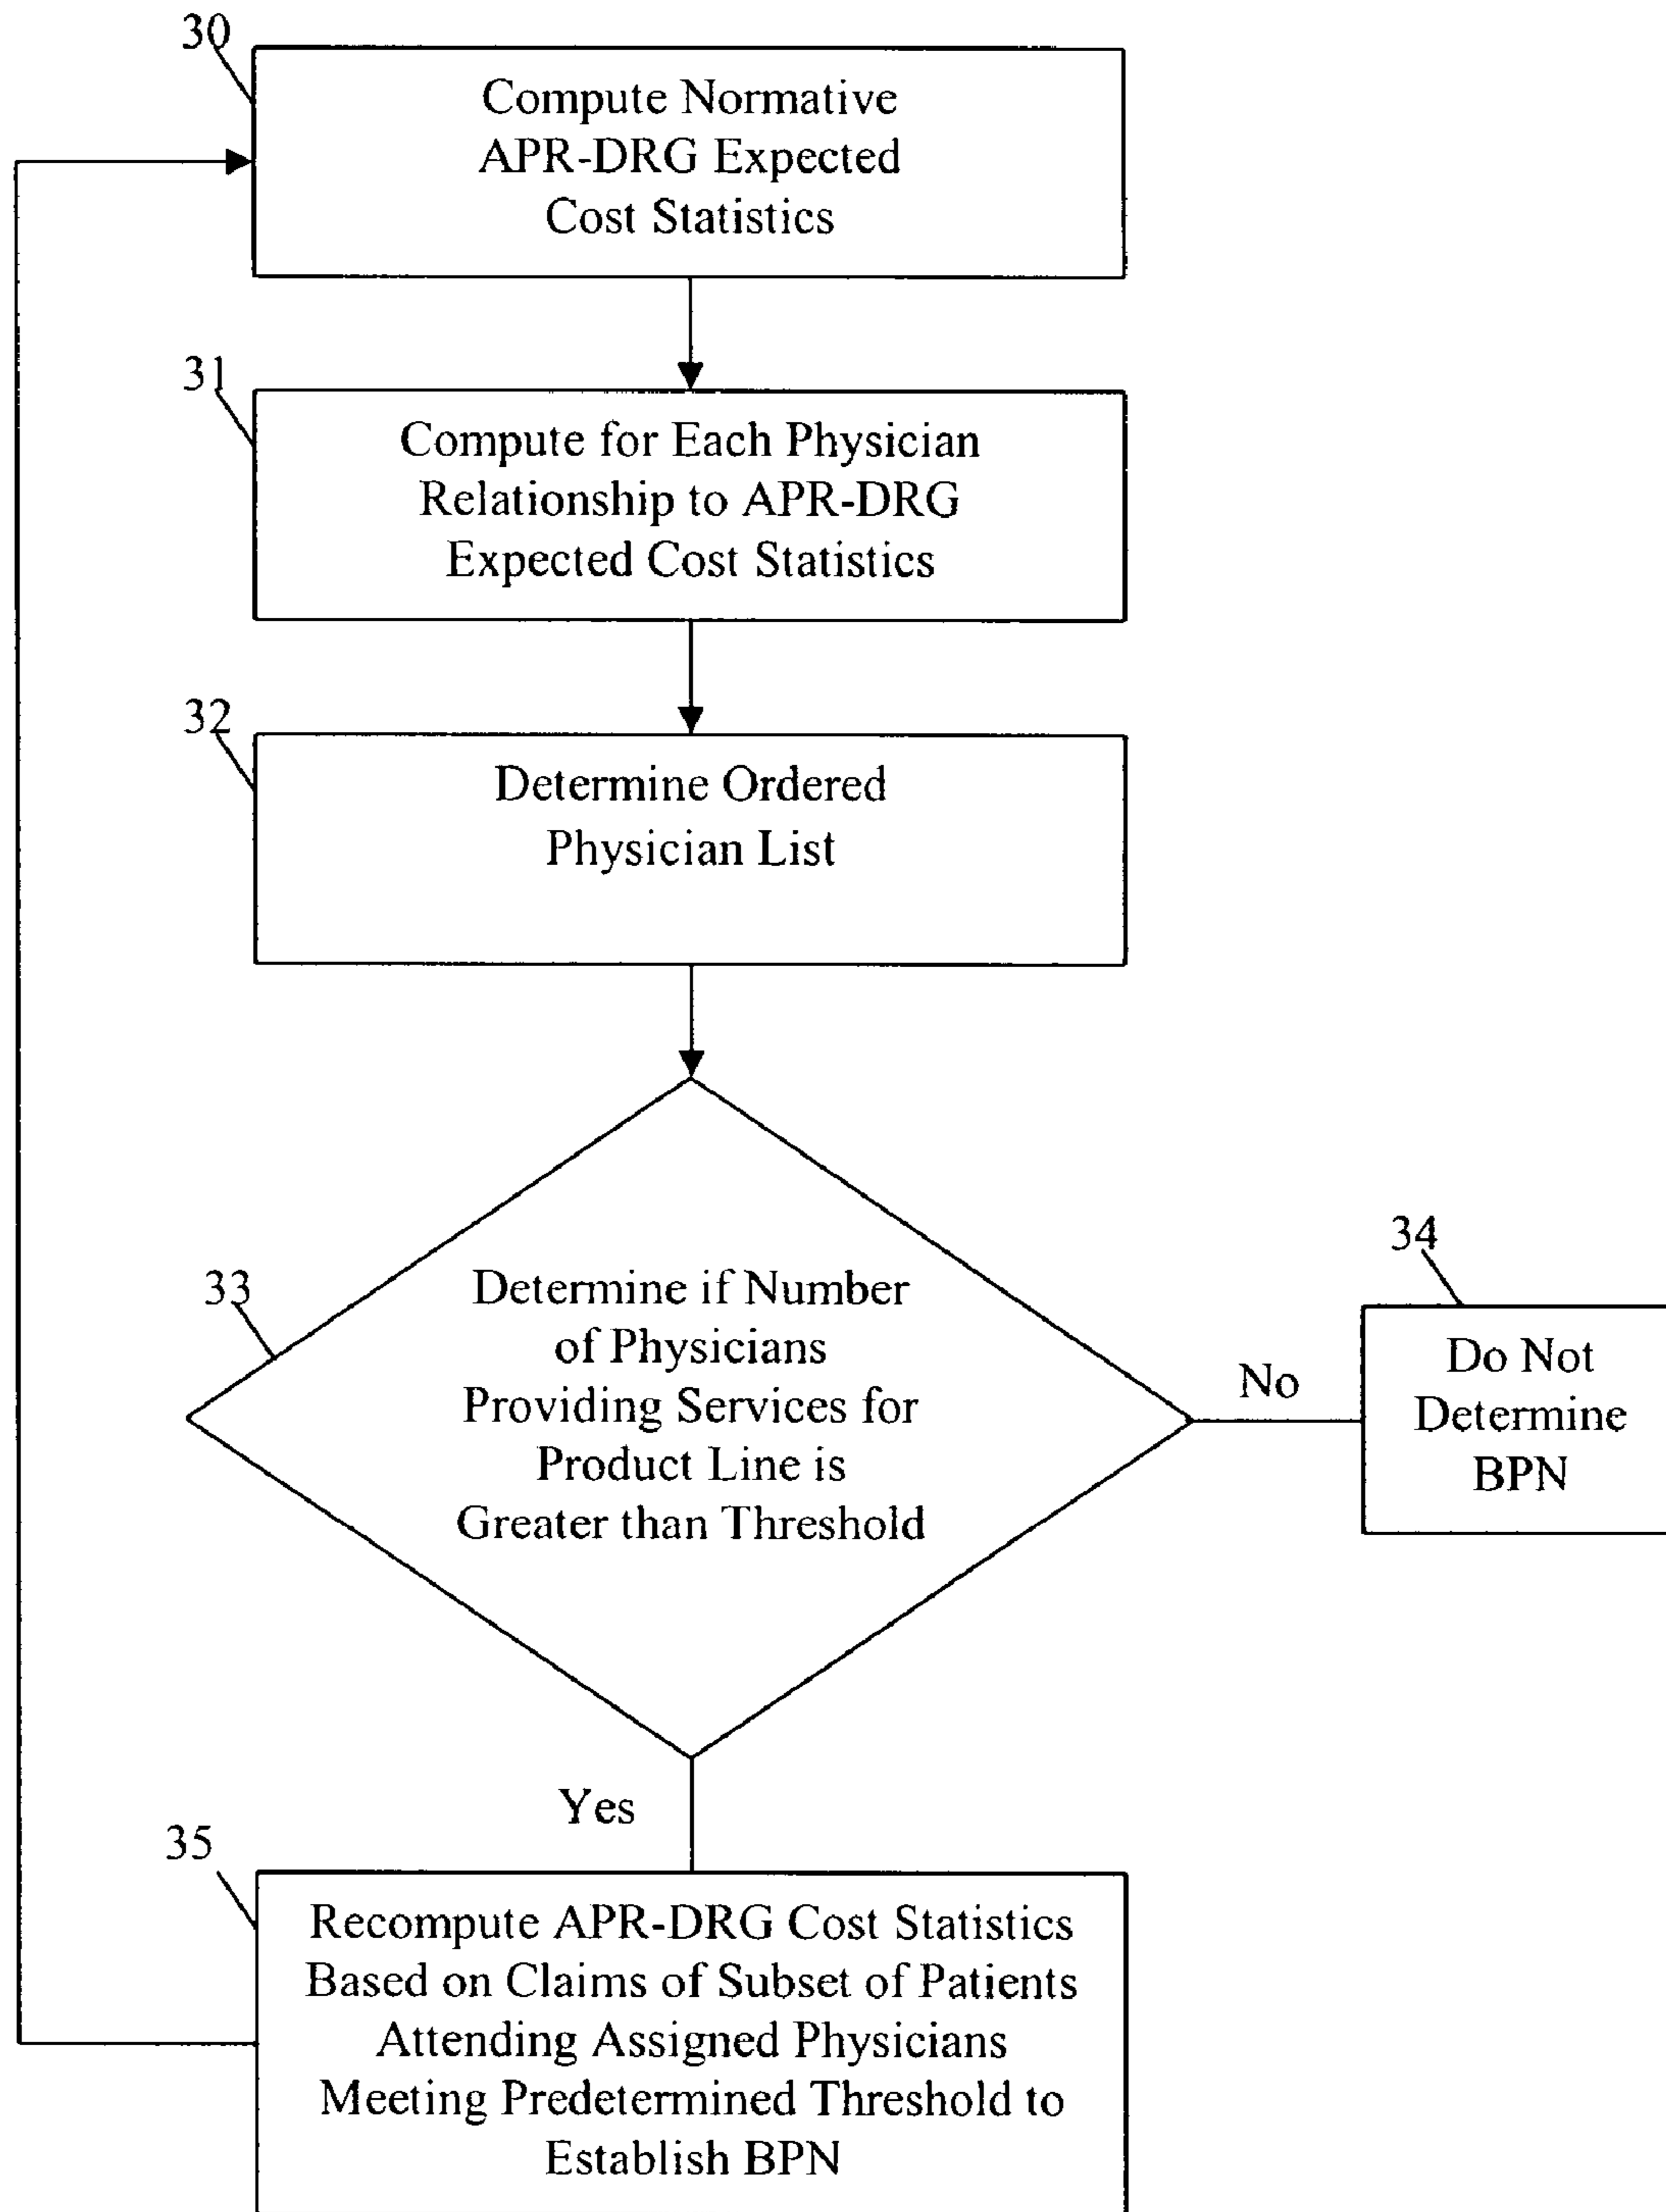 30
Compute Normative
APR-DRG Expected
Cost Statistics
31
Compute for Each Physician
Relationship to APR-DRG
Expected Cost Statistics
32
Determine Ordered
Physician List
33
Determine if Number
of Physicians
Providing Services for
Product Line is
Greater than Threshold
No
34
Do Not
Determine
BPN
Yes
35
Recompute APR-DRG Cost Statistics
Based on Claims of Subset of Patients
Attending Assigned Physicians
Meeting Predetermined Threshold to
Establish BPN